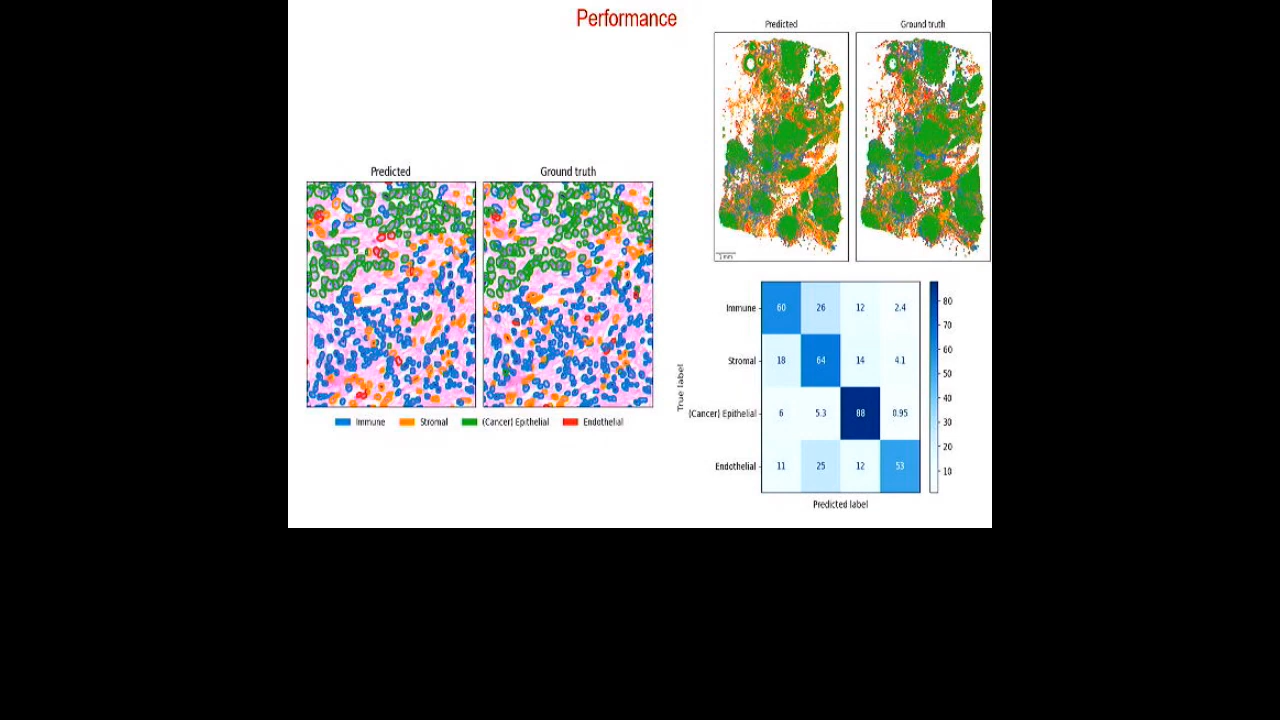 Performance
Predicted
Ground truth
Predicted
Ground truth
Immune
Stromal
(Cancer) Epithelial
Endothelial
1 mm
True label
Immune
60
26
12
2.4
Stromal
18
64
14
4.1
(Cancer) Epithelial
6
5.3
88
0.95
Endothelial
11
25
12
53
Predicted label
80
70
60
50
40
30
20
10